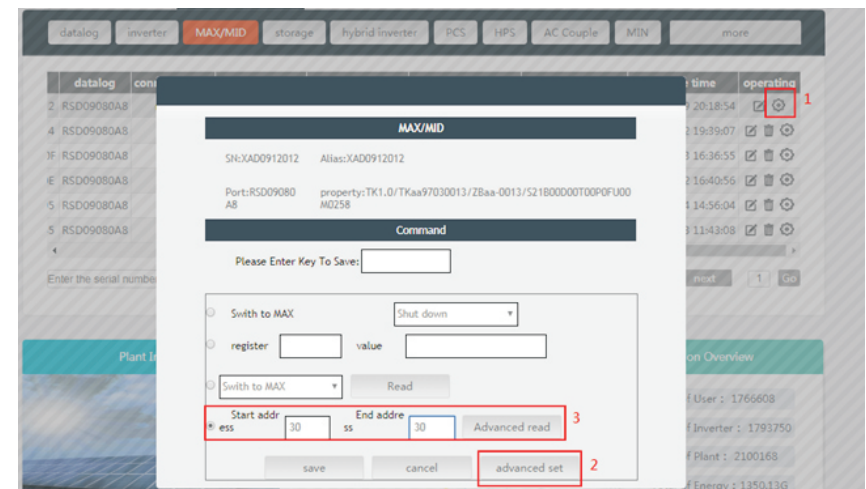 datalog inverter MAX/MID storage hybrid inverter PCS HPS AC Couple MIN more
datalog time operating
2 RSD09080A8 20:18:54 1
4 RSD09080A8 19:39:07
RSD09080A8 16:36:55
RSD09080A8 16:40:56
RSD09080A8 14:56:04
5 RSD09080A8 11:43:08
MAX/MID
SN:XAD0912012 Alias:XAD0912012
Port:RSD09080 property:TK1.0/TKaa97030013/ZBaa-0013/S21B00D00T00P0FU00
A8 M0258
Command
Please Enter Key To Save:
Enter the serial number next 1 Go
Swith to MAX Shut down
register value
Swith to MAX Read
Plant on Overview
Start addr End addre
ess 30 ss 30 Advanced read 3
save cancel advanced set 2
f User : 1766608
f Inverter : 1793750
f Plant : 2100168
f Energy : 1350.13G